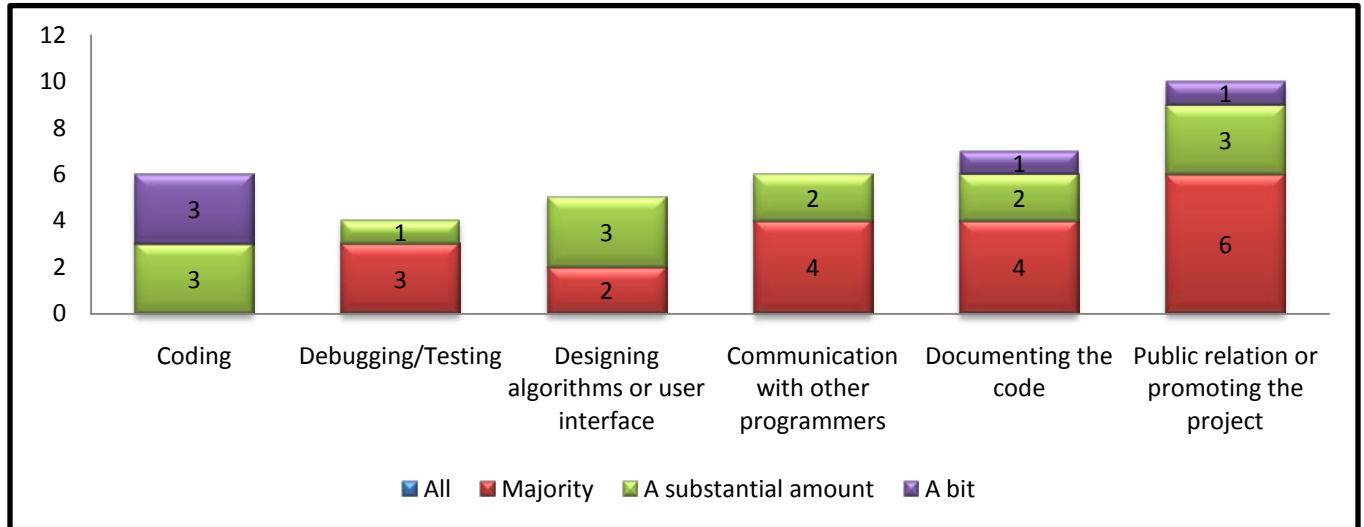 12
10
8
6
4
2
0
3
3
1
3
3
2
2
4
1
2
4
1
3
6
Coding
Debugging/Testing
Designing
algorithms or user
interface
Communication
with other
programmers
Documenting the
code
Public relation or
promoting the
project
All Majority A substantial amount A bit